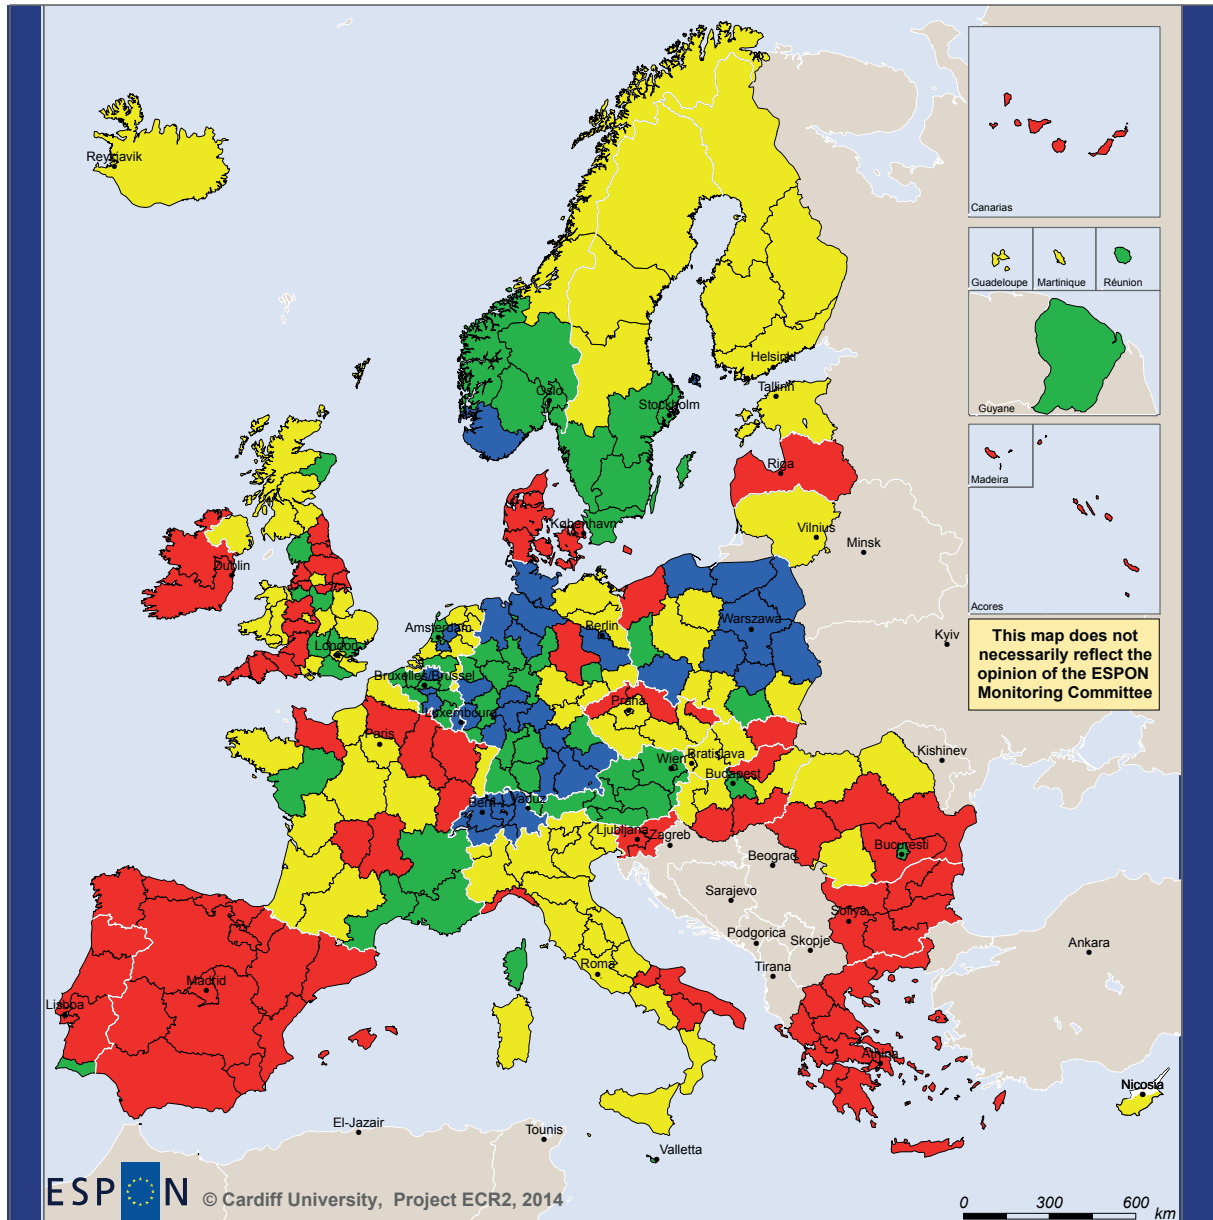 Reykjavik
Canarias
Guadeloupe
Martinique
Réunion
Guyane
Madeira
Acores
Helsinki
Tallinn
Oslo
Stockholm
Riga
København
Vilnius
Minsk
Dublin
Amsterdam
Berlin
Warszawa
London
Kyiv
Bruxelles/Brussel
Luxembourg
Praha
Paris
Wien
Bratislava
Kishinev
Budapest
Bern
Vaduz
Ljubljana
Zagreb
Bucuresti
Beograd
Sarajevo
Sofiya
Podgorica
Skopje
Ankara
Roma
Tirana
Madrid
Lisboa
Athina
Nicosia
El-Jazair
Tounis
Valletta
This map does not
necessarily reflect the
opinion of the ESPON
Monitoring Committee
ESPON
© Cardiff University, Project ECR2, 2014
0 300 600
km